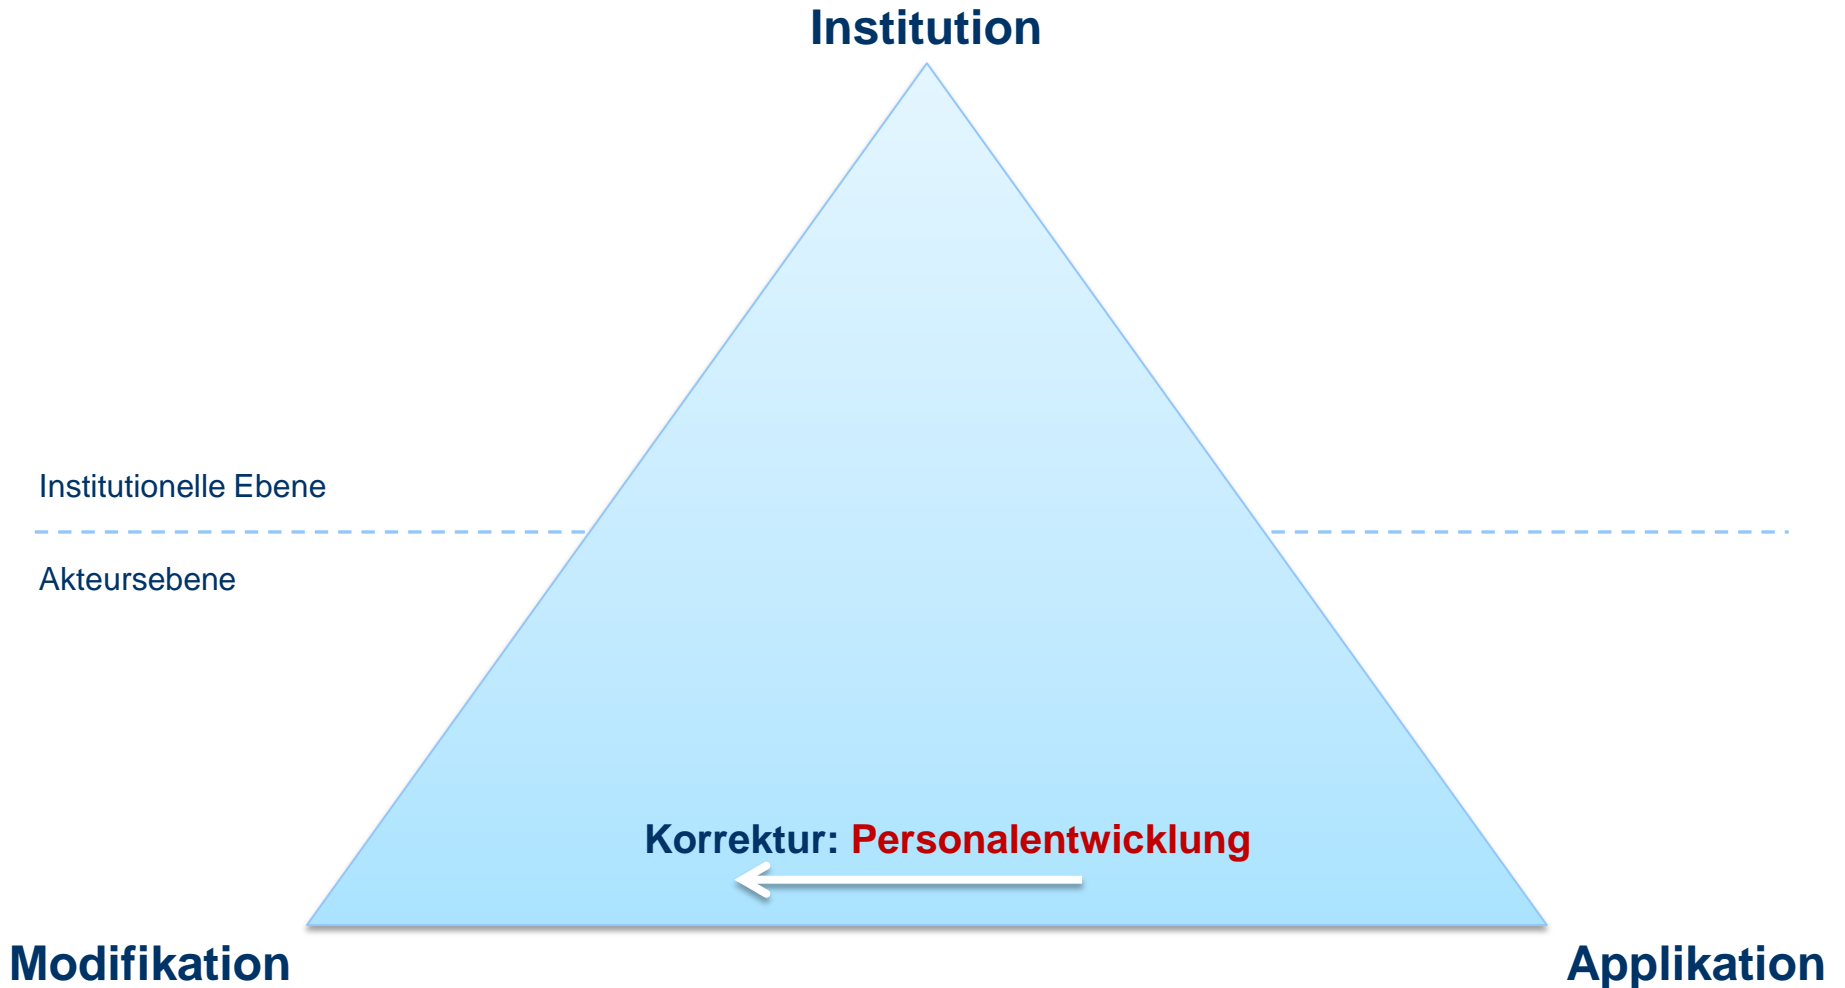 Institution
Institutionelle Ebene
Akteursebene
Korrektur: Personalentwicklung
Modifikation
Applikation